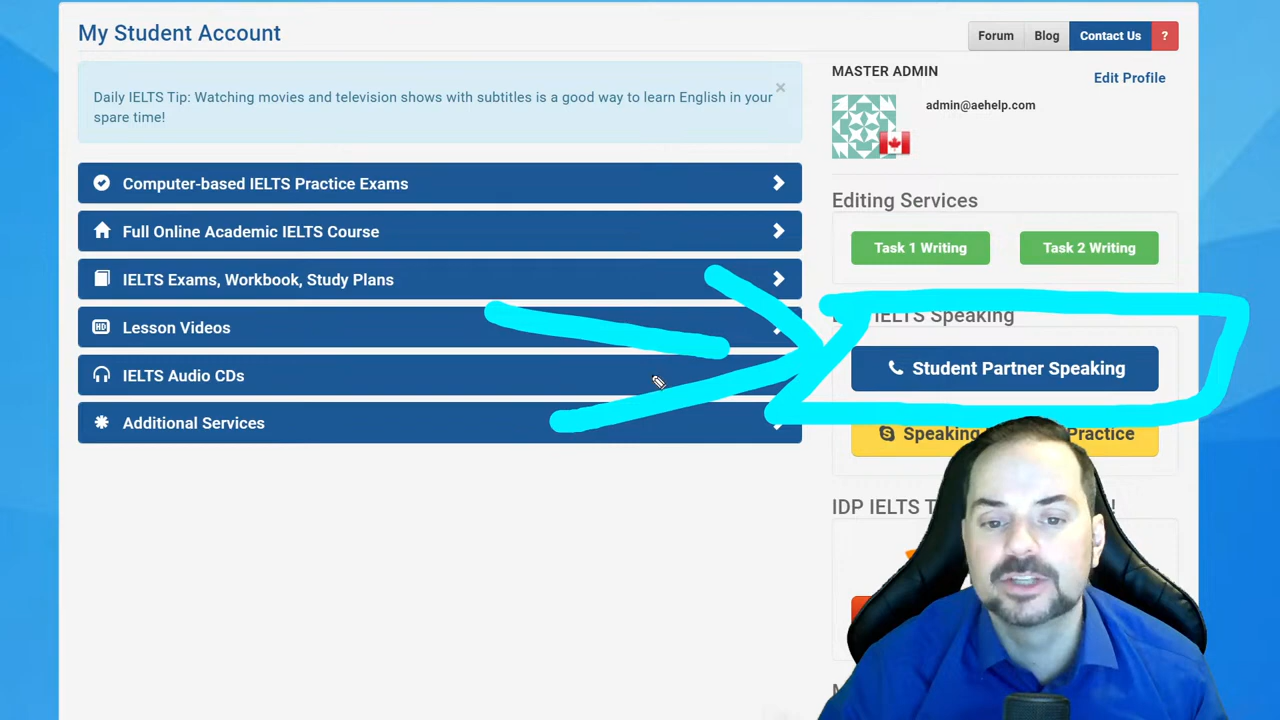 My Student Account
Forum
Blog
Contact Us
?
Daily IELTS Tip: Watching movies and television shows with subtitles is a good way to learn English in your
spare time!
×
MASTER ADMIN
Edit Profile
admin@aehelp.com
Computer-based IELTS Practice Exams
Full Online Academic IELTS Course
IELTS Exams, Workbook, Study Plans
HD Lesson Videos
IELTS Audio CDs
Additional Services
Editing Services
Task 1 Writing
Task 2 Writing
IELTS Speaking
Student Partner Speaking
Speaking
Practice
IDP IELTS
!